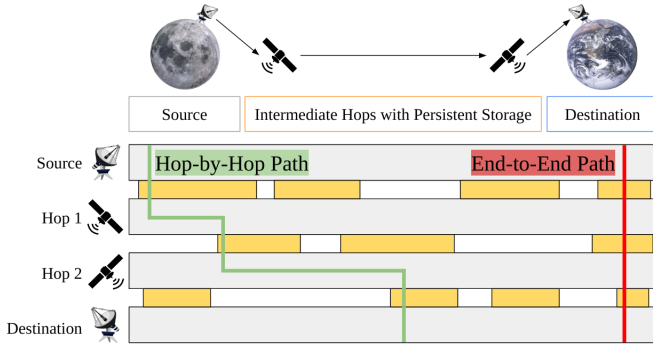 Source
Intermediate Hops with Persistent Storage
Destination
Source
Hop-by-Hop Path
End-to-End Path
Hop 1
Hop 2
Destination